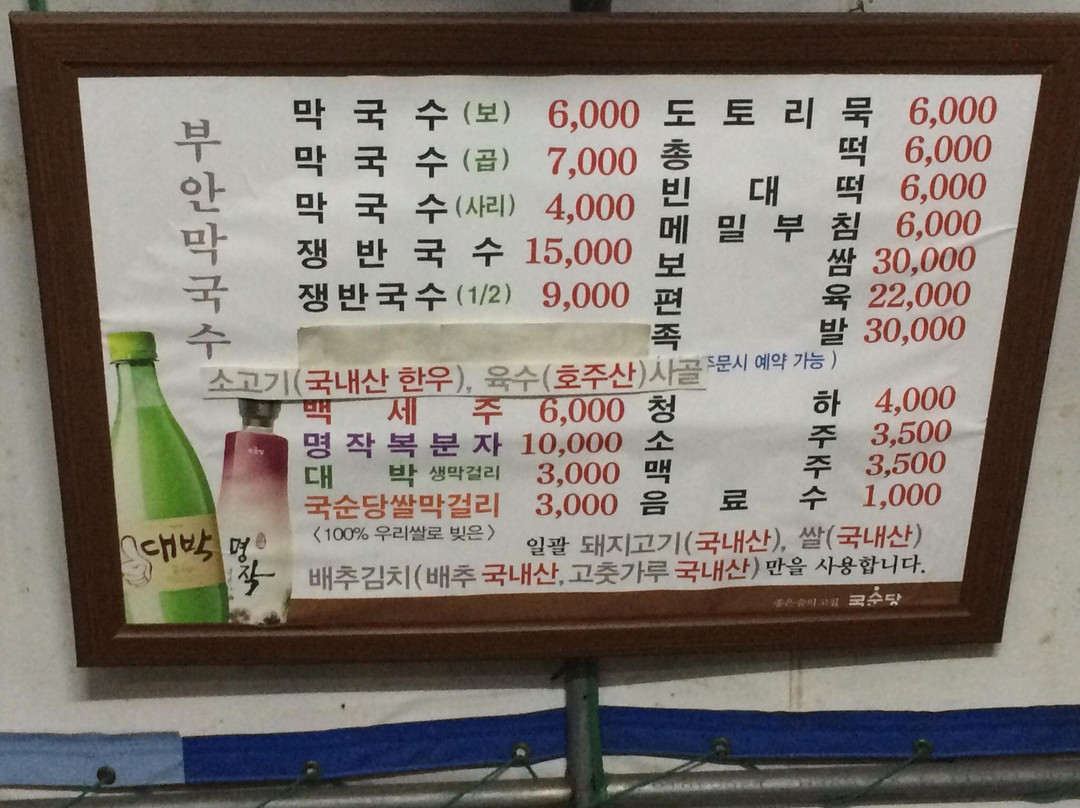 부안막국수
막국수(보) 6,000
막국수(곱) 7,000
막국수(사리) 4,000
쟁반국수 15,000
쟁반국수(1/2) 9,000
도토리묵 6,000
총떡 6,000
빈대떡 6,000
메밀부침 6,000
보쌈 30,000
편육 22,000
족발 30,000
주문시 예약 가능 )
소고기(국내산 한우), 육수(호주산)사골
백세주 6,000
명작복분자 10,000
대박 생막걸리 3,000
국순당쌀막걸리 3,000
<100% 우리쌀로 빚은>
청하 4,000
소주 3,500
맥주 3,500
음료수 1,000
일괄 돼지고기(국내산), 쌀(국내산)
배추김치(배추 국내산, 고춧가루 국내산)만을 사용합니다.
대박
명작
국순당